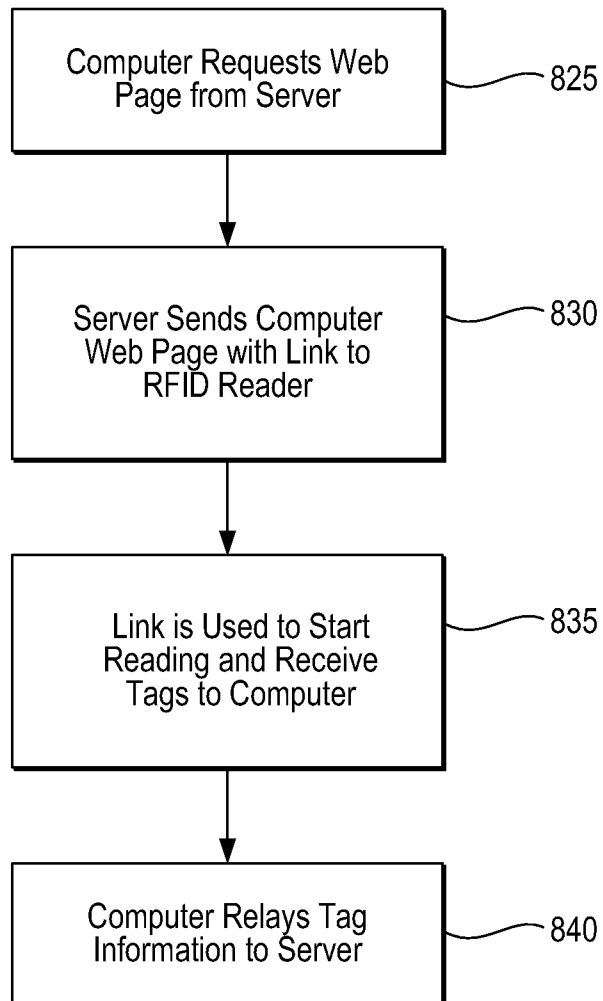 Computer Requests Web
Page from Server
825
Server Sends Computer
Web Page with Link to
RFID Reader
830
Link is Used to Start
Reading and Receive
Tags to Computer
835
Computer Relays Tag
Information to Server
840